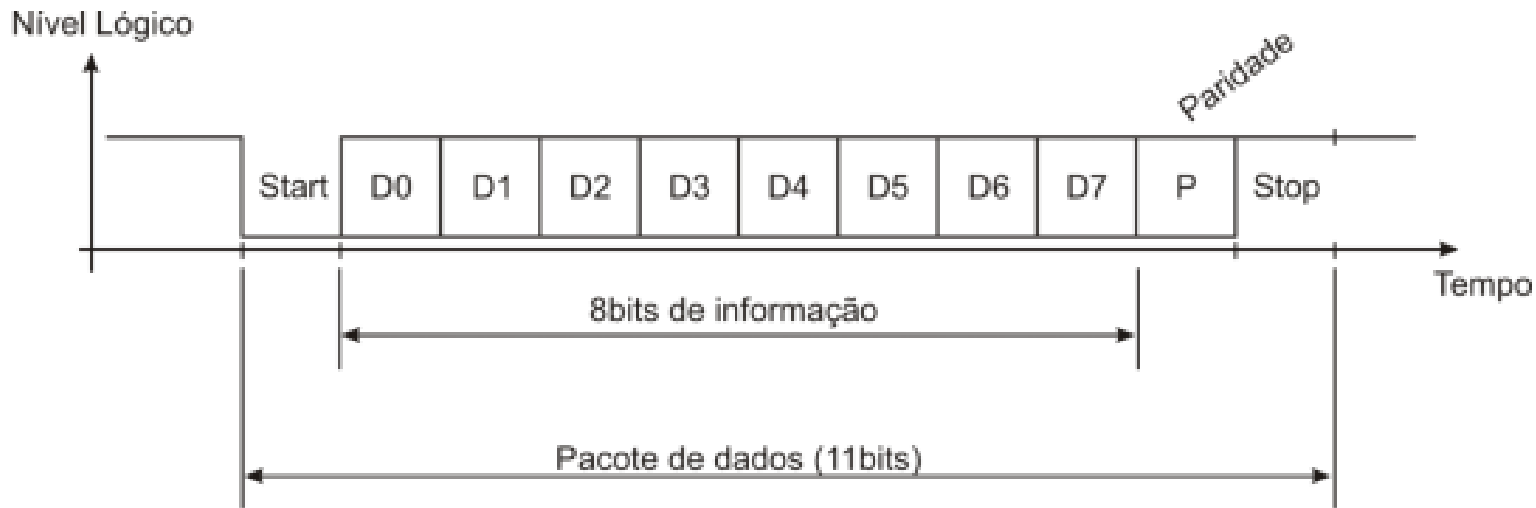 Nível Lógico
Paridade
Start D0 D1 D2 D3 D4 D5 D6 D7 P Stop
Tempo
8bits de informação
Pacote de dados (11bits)